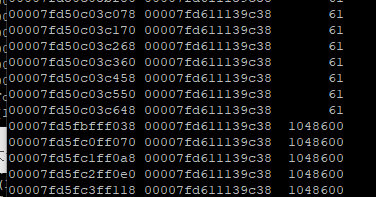 00007fd50c03c078 00007fd611139c38 61
00007fd50c03c170 00007fd611139c38 61
00007fd50c03c268 00007fd611139c38 61
00007fd50c03c360 00007fd611139c38 61
00007fd50c03c458 00007fd611139c38 61
00007fd50c03c550 00007fd611139c38 61
00007fd50c03c648 00007fd611139c38 61
00007fd5fbfff038 00007fd611139c38 1048600
00007fd5fc0ff070 00007fd611139c38 1048600
00007fd5fc1ff0a8 00007fd611139c38 1048600
00007fd5fc2ff0e0 00007fd611139c38 1048600
00007fd5fc3ff118 00007fd611139c38 1048600